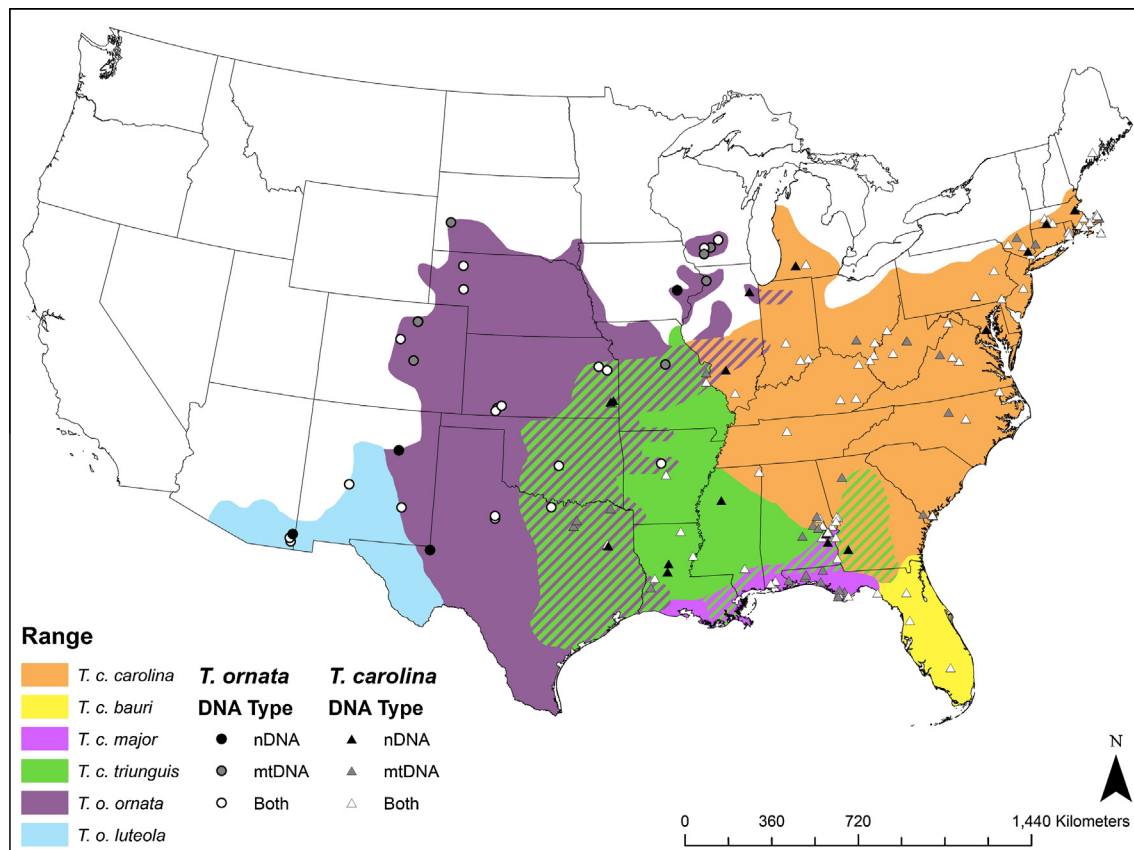 Range
T. c. carolina
T. c. bauri
T. c. major
T. c. triunguis
T. o. ornata
T. o. luteola
T. ornata
DNA Type
nDNA
mtDNA
Both
T. carolina
DNA Type
nDNA
mtDNA
Both
N
0 360 720 1,440 Kilometers